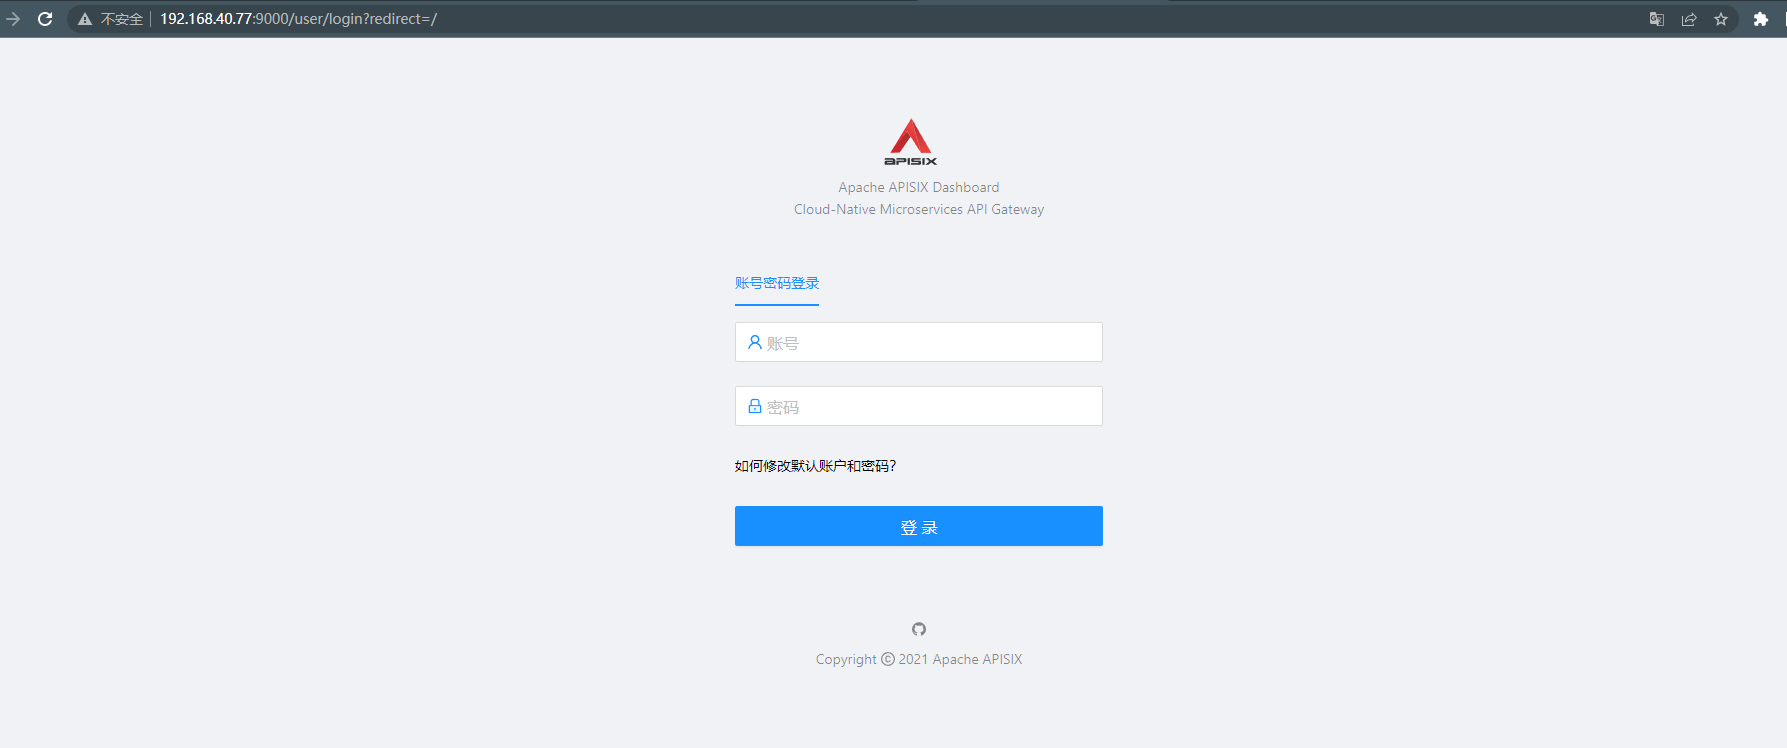 不安全 192.168.40.77:9000/user/login?redirect=/
APISIX
Apache APISIX Dashboard
Cloud-Native Microservices API Gateway
账号密码登录
账号
密码
如何修改默认账户和密码?
登 录
Copyright © 2021 Apache APISIX